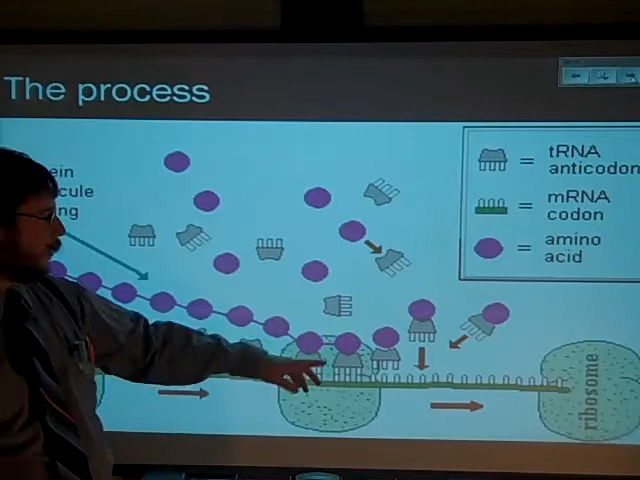 The process
ein
cule
ng
tRNA
anticodon
mRNA
codon
amino
acid
ribosome